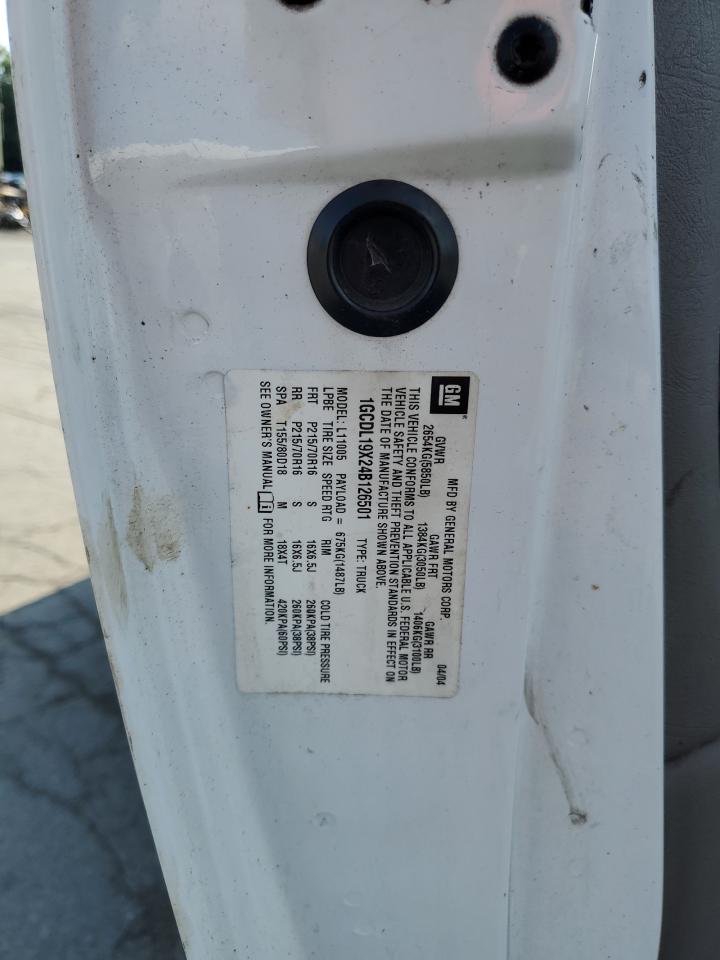 GM ® MFD BY GENERAL MOTORS CORP. 04/04
GVWR GAWR FRT GAWR RR
2654KG(5850LB) 1384KG(3050LB) 1406KG(3100LB)
THIS VEHICLE CONFORMS TO ALL APPLICABLE U.S. FEDERAL MOTOR
VEHICLE SAFETY AND THEFT PREVENTION STANDARDS IN EFFECT ON
THE DATE OF MANUFACTURE SHOWN ABOVE.
1GCDL19X24B126501 TYPE: TRUCK
MODEL: L11005 PAYLOAD = 675KG(1487LB)
LPBE TIRE SIZE SPEED RTG RIM COLD TIRE PRESSURE
FRT P215/70R16 S 16X6.5J 260KPA(38PSI)
RR P215/70R16 S 16X6.5J 260KPA(38PSI)
SPA T155/80D18 M 18X4T 420KPA(60PSI)
SEE OWNER'S MANUAL FOR MORE INFORMATION.